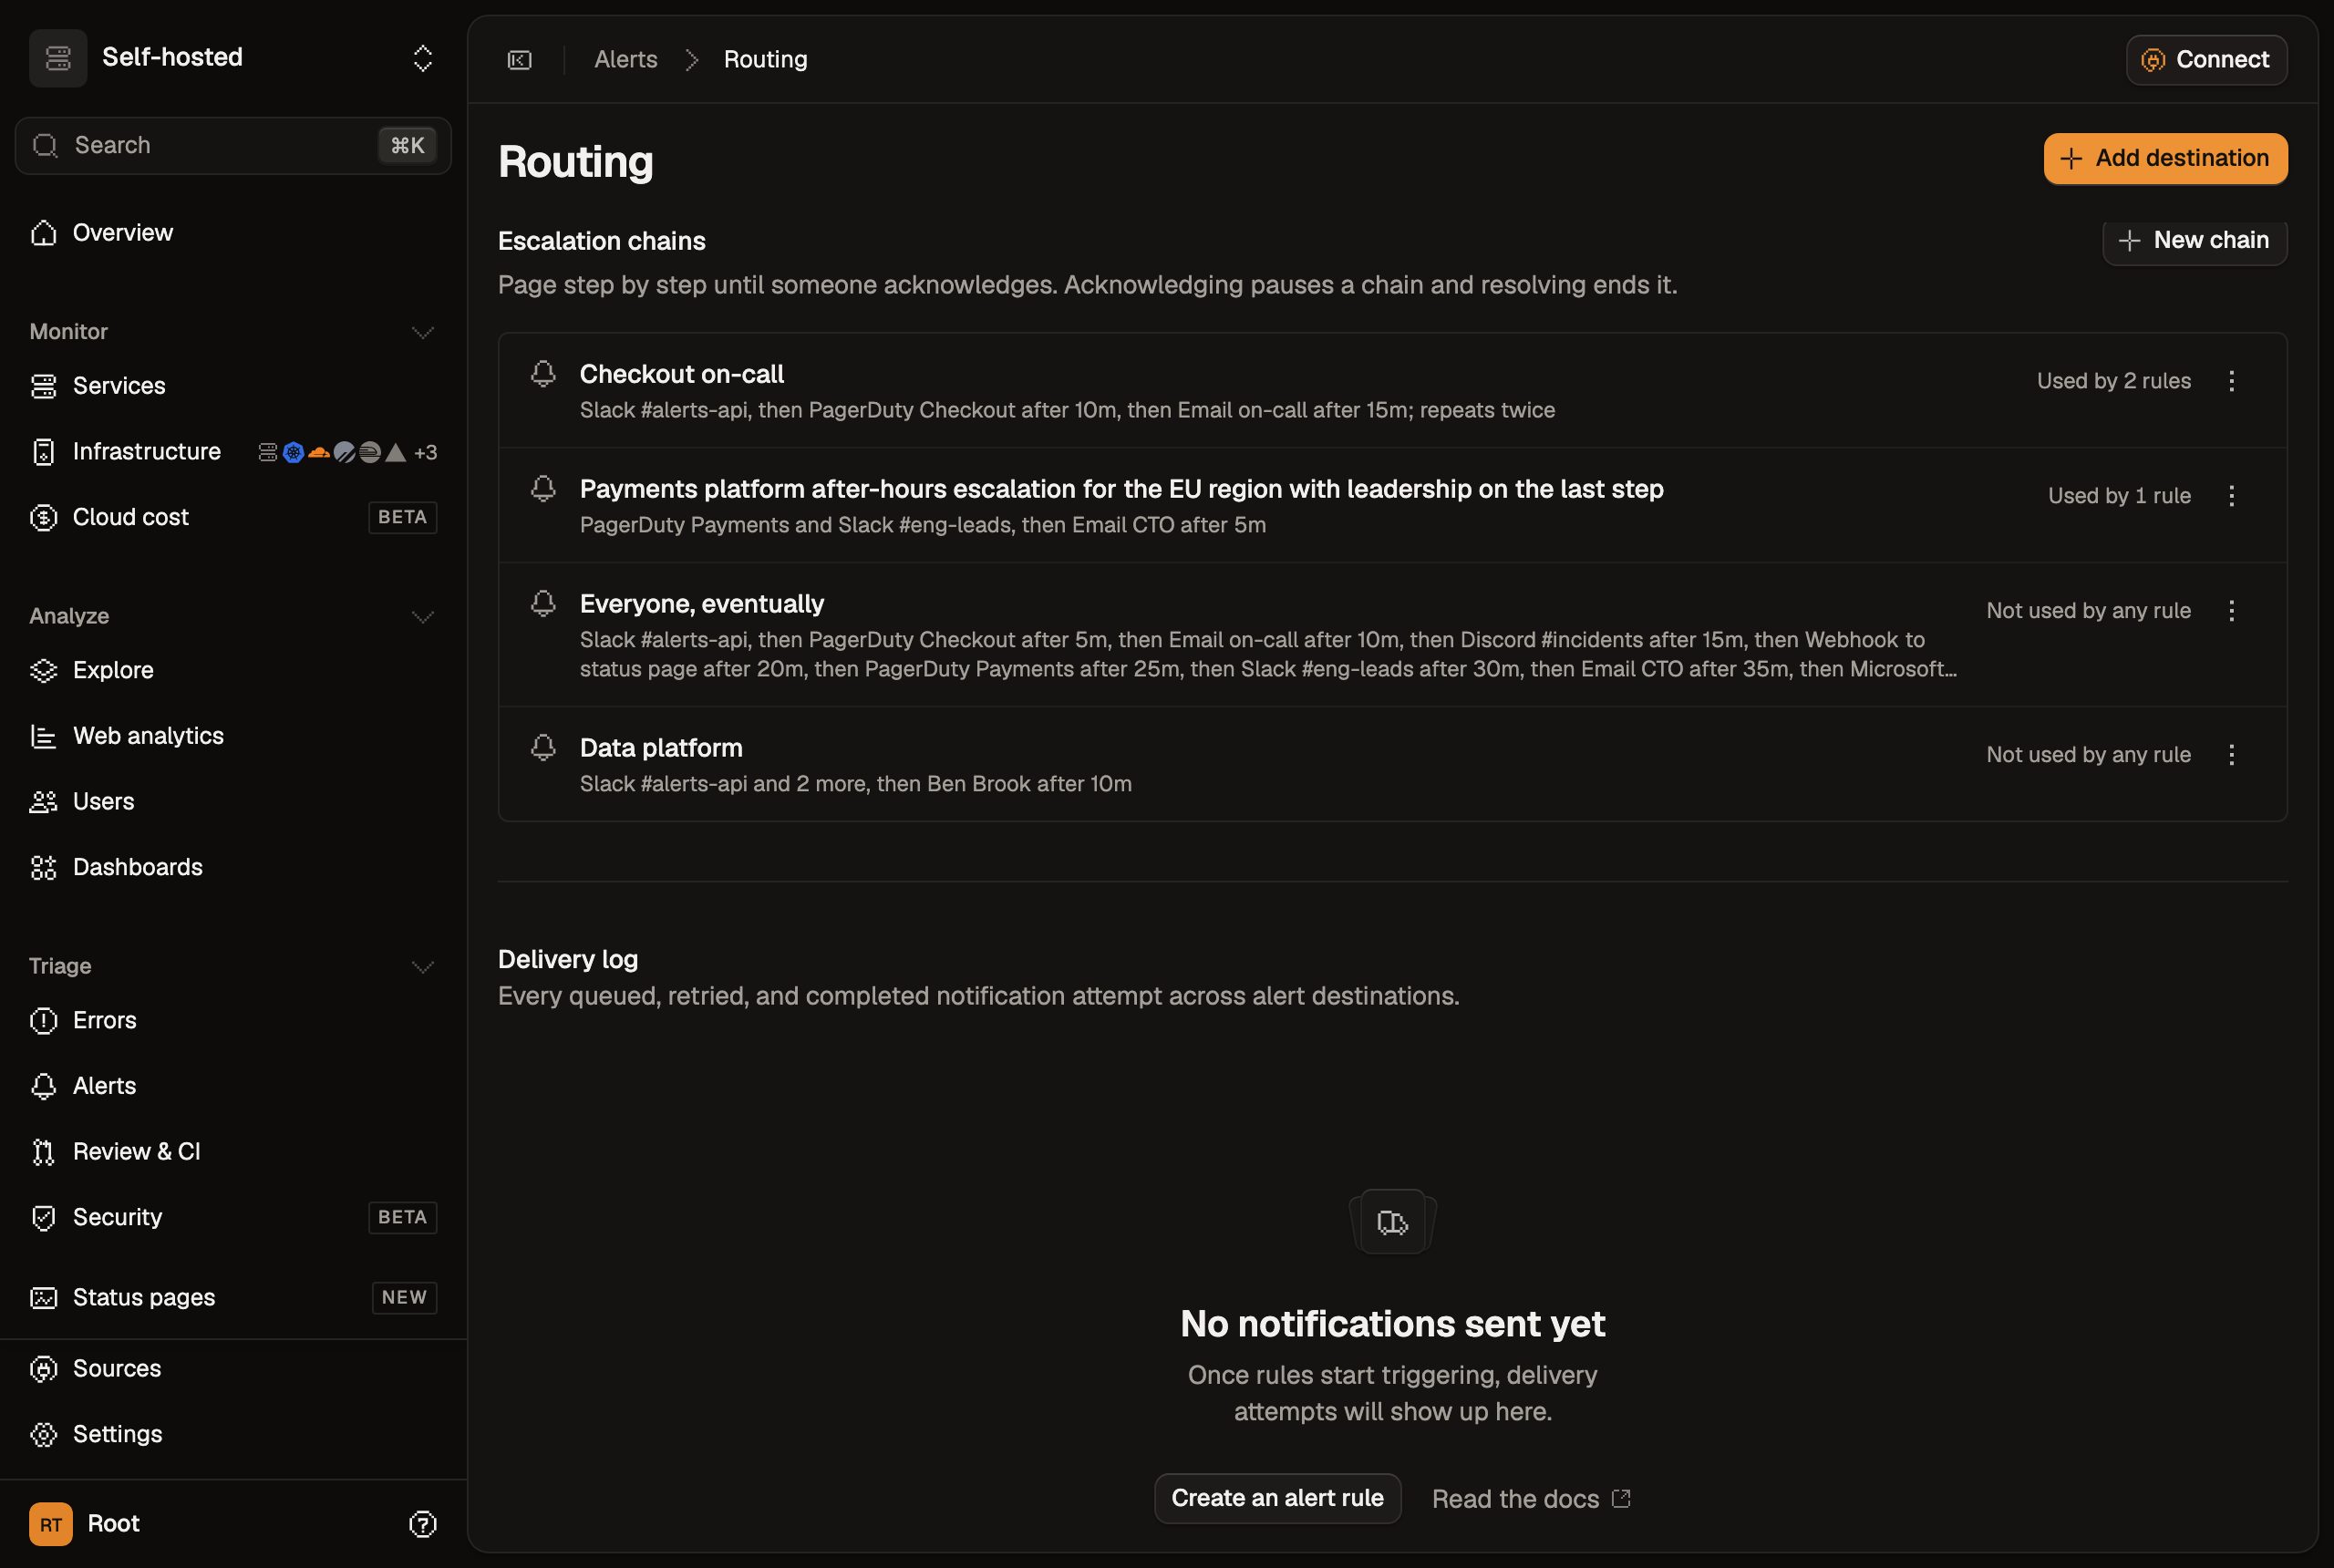 Self-hosted
Search
⌘K
Overview
Monitor
Services
Infrastructure
+3
Cloud cost
BETA
Analyze
Explore
Web analytics
Users
Dashboards
Triage
Errors
Alerts
Review & CI
Security
BETA
Status pages
NEW
Sources
Settings
RT
Root
Alerts
Routing
Connect
Routing
Add destination
Escalation chains
New chain
Page step by step until someone acknowledges. Acknowledging pauses a chain and resolving ends it.
Checkout on-call
Used by 2 rules
Slack #alerts-api, then PagerDuty Checkout after 10m, then Email on-call after 15m; repeats twice
Payments platform after-hours escalation for the EU region with leadership on the last step
Used by 1 rule
PagerDuty Payments and Slack #eng-leads, then Email CTO after 5m
Everyone, eventually
Not used by any rule
Slack #alerts-api, then PagerDuty Checkout after 5m, then Email on-call after 10m, then Discord #incidents after 15m, then Webhook to
status page after 20m, then PagerDuty Payments after 25m, then Slack #eng-leads after 30m, then Email CTO after 35m, then Microsoft...
Data platform
Not used by any rule
Slack #alerts-api and 2 more, then Ben Brook after 10m
Delivery log
Every queued, retried, and completed notification attempt across alert destinations.
No notifications sent yet
Once rules start triggering, delivery
attempts will show up here.
Create an alert rule
Read the docs